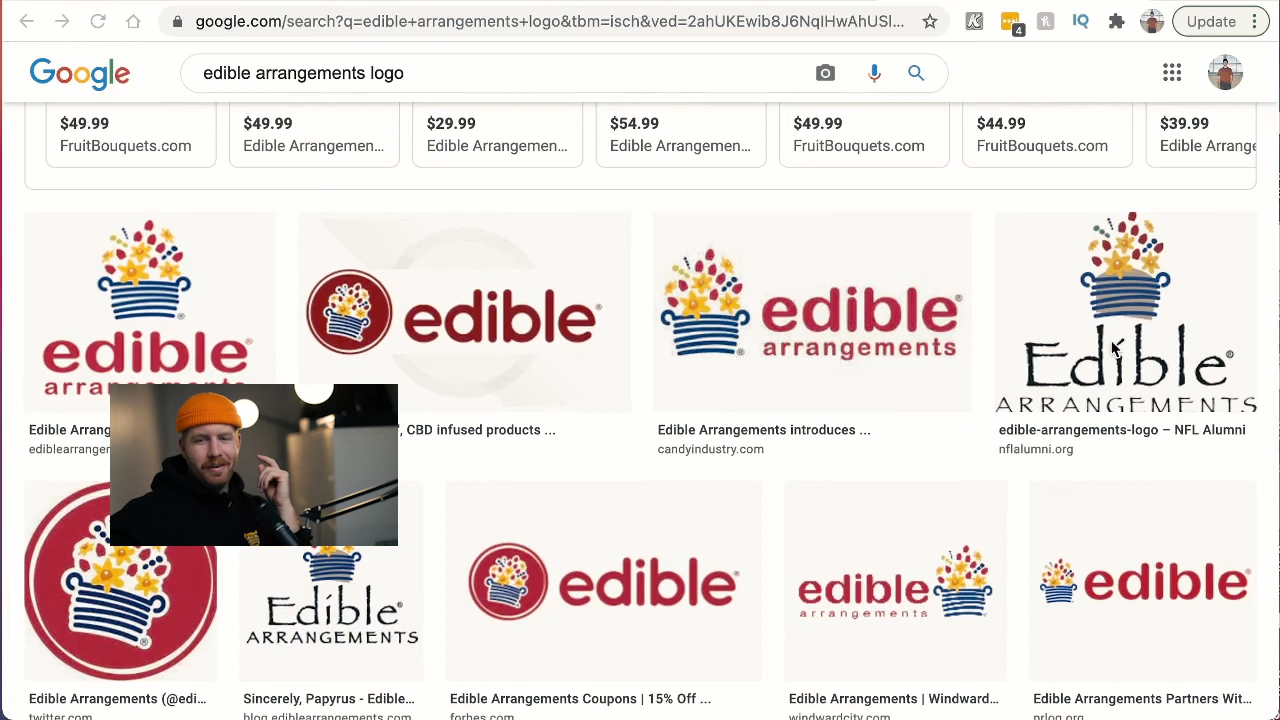 google.com/search?q=edible+arrangements+logo&tbm=isch&ved=2ahUKEwib8J6NqIHwAhUSI...
4
Update
Google
edible arrangements logo
$49.99
$49.99
$29.99
$54.99
$49.99
$44.99
$39.99
FruitBouquets.com
Edible Arrangemen...
Edible Arrangemen...
Edible Arrangemen...
FruitBouquets.com
FruitBouquets.com
Edible Arrange
edible®
arrangements
edible®
edible®
arrangements
Edible®
ARRANGEMENTS
Edible Arrang
ediblearranger
, CBD infused products ...
Edible Arrangements introduces ...
candyindustry.com
edible-arrangements-logo – NFL Alumni
nflalumni.org
Edible®
ARRANGEMENTS
edible®
edible
arrangements
edible®
Edible Arrangements (@edi...
twitter.com
Sincerely, Papyrus - Edible...
blog.ediblearrangements.com
Edible Arrangements Coupons | 15% Off ...
forbes.com
Edible Arrangements | Windward...
windwardcity.com
Edible Arrangements Partners Wit...
prlog.org